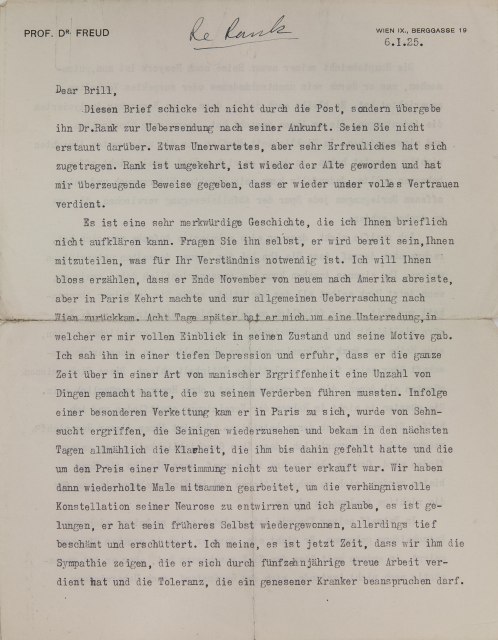 PROF. DR. FREUD
Re Rank
WIEN IX., BERGGASSE 19
6.I.25.
Dear Brill,
Diesen Brief schicke ich nicht durch die Post, sondern übergebe
ihn Dr.Rank zur Uebersendung nach seiner Ankunft. Seien Sie nicht
erstaunt darüber. Etwas Unerwartetes, aber sehr Erfreuliches hat sich
zugetragen. Rank ist umgekehrt, ist wieder der Alte geworden und hat
mir überzeugende Beweise gegeben, dass er wieder unser volles Vertrauen
verdient.
Es ist eine sehr merkwürdige Geschichte, die ich Ihnen brieflich
nicht aufklären kann. Fragen Sie ihn selbst, er wird bereit sein,Ihnen
mitzuteilen, was für Ihr Verständnis notwendig ist. Ich will Ihnen
bloss erzählen, dass er Ende November von neuem nach Amerika abreiste,
aber in Paris Kehrt machte und zur allgemeinen Ueberraschung nach
Wien zurückkam. Acht Tage später bat er mich um eine Unterredung,in
welcher er mir vollen Einblick in seinen Zustand und seine Motive gab.
Ich sah ihn in einer tiefen Depression und erfuhr, dass er die ganze
Zeit über in einer Art von manischer Ergriffenheit eine Unzahl von
Dingen gemacht hatte, die zu seinem Verderben führen mussten. Infolge
einer besonderen Verkettung kam er in Paris zu sich, wurde von Sehn-
sucht ergriffen, die Seinigen wiederzusehen und bekam in den nächsten
Tagen allmählich die Klarheit, die ihm bis dahin gefehlt hatte und die
um den Preis einer Verstimmung nicht zu teuer erkauft war. Wir haben
dann wiederholte Male mitsammen gearbeitet, um die verhängnisvolle
Konstellation seiner Neurose zu entwirren und ich glaube, es ist ge-
lungen, er hat sein früheres Selbst wiedergewonnen, allerdings tief
beschämt und erschüttert. Ich meine, es ist jetzt Zeit, dass wir ihm die
Sympathie zeigen, die er sich durch fünfzehnjährige treue Arbeit ver-
dient hat und die Toleranz, die ein genesener Kranker beanspruchen darf.